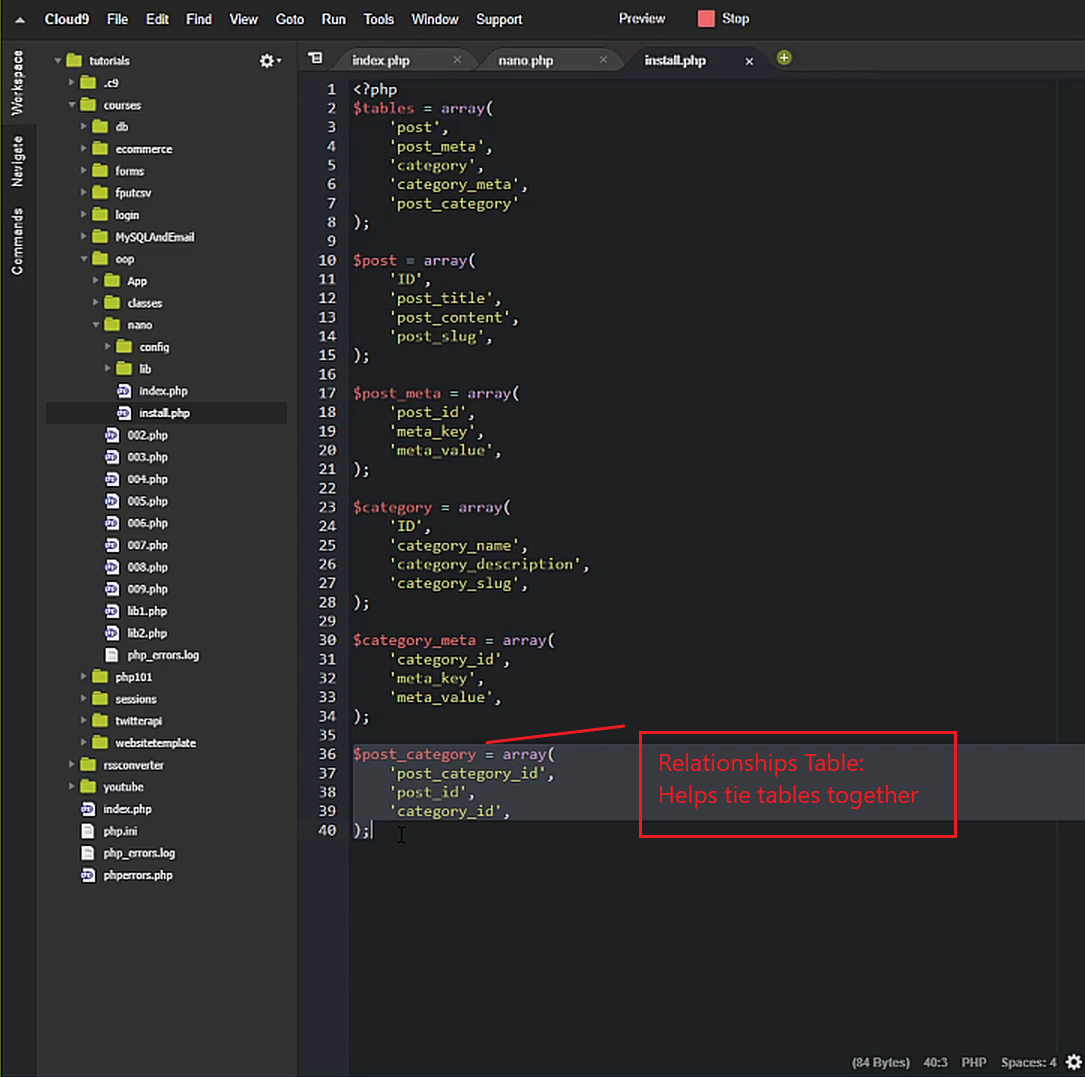 Cloud9 File Edit Find View Goto Run Tools Window Support Preview Stop
Workspace
Navigate
Commands
tutorials
.c9
courses
db
ecommerce
forms
fputcsv
login
MySQLAndEmail
oop
App
classes
nano
config
lib
index.php
install.php
002.php
003.php
004.php
005.php
006.php
007.php
008.php
009.php
lib1.php
lib2.php
php_errors.log
php101
sessions
twitterapi
websitetemplate
rssconverter
youtube
index.php
php.ini
php_errors.log
phperrors.php
index.php × nano.php × install.php ×
1 <?php
2 $tables = array(
3 'post',
4 'post_meta',
5 'category',
6 'category_meta',
7 'post_category'
8 );
9
10 $post = array(
11 'ID',
12 'post_title',
13 'post_content',
14 'post_slug',
15 );
16
17 $post_meta = array(
18 'post_id',
19 'meta_key',
20 'meta_value',
21 );
22
23 $category = array(
24 'ID',
25 'category_name',
26 'category_description',
27 'category_slug',
28 );
29
30 $category_meta = array(
31 'category_id',
32 'meta_key',
33 'meta_value',
34 );
35
36 $post_category = array(
37 'post_category_id',
38 'post_id',
39 'category_id',
40 );
Relationships Table:
Helps tie tables together
(84 Bytes) 40:3 PHP Spaces: 4